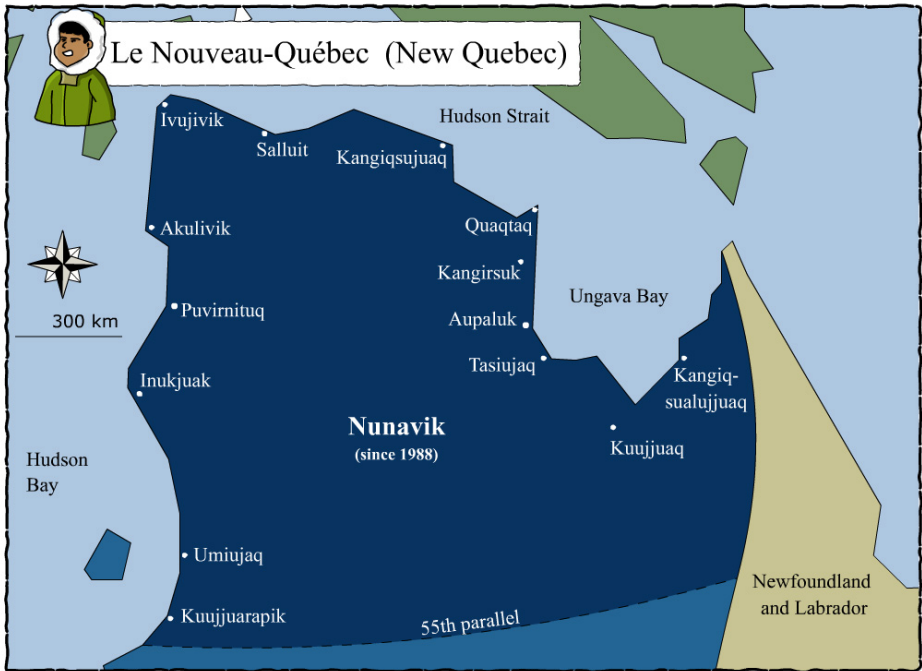 Le Nouveau-Québec (New Quebec)
Hudson Strait
Ivujivik
Salluit
Kangiqsujuaq
Quaqtaq
Akulivik
Kangirsuk
Ungava Bay
Puvirnituq
300 km
Aupaluk
Tasiujaq
Kangiq-
sualujjuaq
Inukjuak
Nunavik
(since 1988)
Kuujjuaq
Hudson
Bay
Umiujaq
Newfoundland
and Labrador
Kuujjuarapik
55th parallel